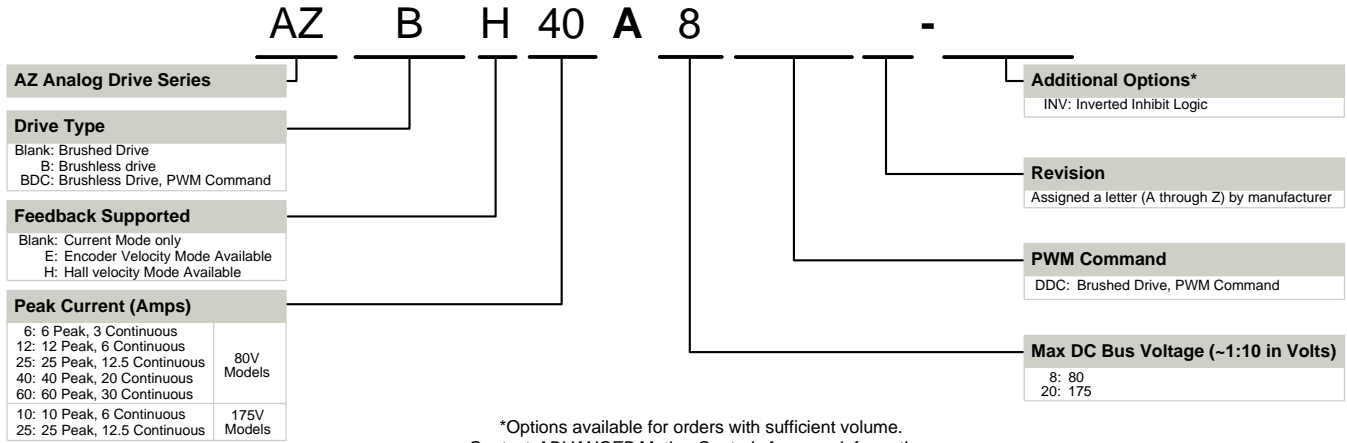 AZ B H 40 A 8 -
AZ Analog Drive Series
Drive Type
Blank: Brushed Drive
B: Brushless drive
BDC: Brushless Drive, PWM Command
Feedback Supported
Blank: Current Mode only
E: Encoder Velocity Mode Available
H: Hall velocity Mode Available
Peak Current (Amps)
6: 6 Peak, 3 Continuous
12: 12 Peak, 6 Continuous
25: 25 Peak, 12.5 Continuous
40: 40 Peak, 20 Continuous
60: 60 Peak, 30 Continuous
80V
Models
10: 10 Peak, 6 Continuous
25: 25 Peak, 12.5 Continuous
175V
Models
Additional Options*
INV: Inverted Inhibit Logic
Revision
Assigned a letter (A through Z) by manufacturer
PWM Command
DDC: Brushed Drive, PWM Command
Max DC Bus Voltage (~1:10 in Volts)
8: 80
20: 175
*Options available for orders with sufficient volume.